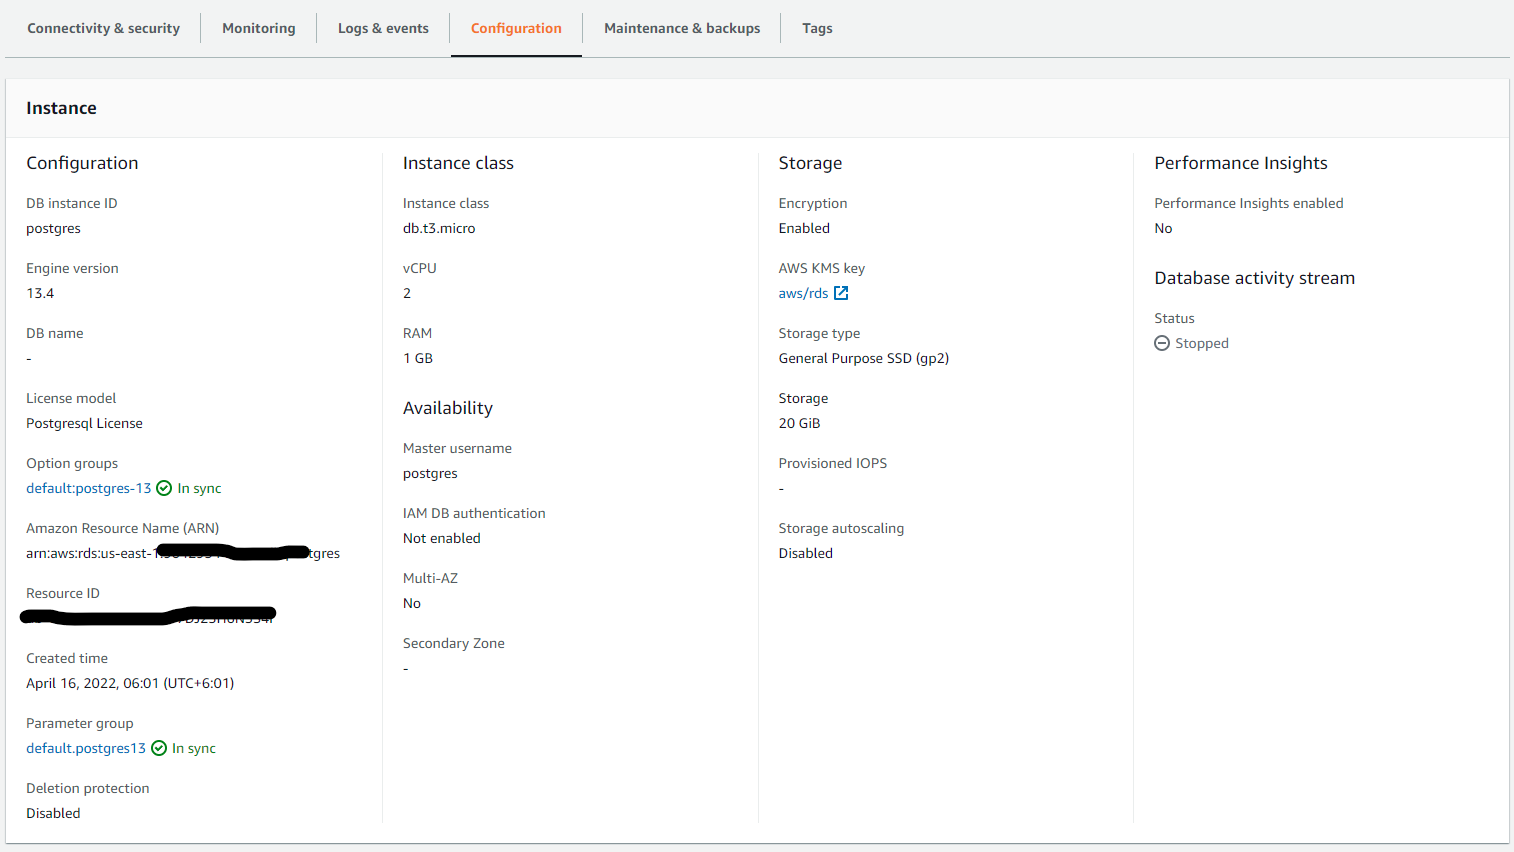 Connectivity & security
Monitoring
Logs & events
Configuration
Maintenance & backups
Tags
Instance
Configuration
DB instance ID
postgres
Engine version
13.4
DB name
-
License model
Postgresql License
Option groups
default:postgres-13 In sync
Amazon Resource Name (ARN)
arn:aws:rds:us-east- tgres
Resource ID
Created time
April 16, 2022, 06:01 (UTC+6:01)
Parameter group
default.postgres13 In sync
Deletion protection
Disabled
Instance class
Instance class
db.t3.micro
vCPU
2
RAM
1 GB
Availability
Master username
postgres
IAM DB authentication
Not enabled
Multi-AZ
No
Secondary Zone
-
Storage
Encryption
Enabled
AWS KMS key
aws/rds
Storage type
General Purpose SSD (gp2)
Storage
20 GiB
Provisioned IOPS
-
Storage autoscaling
Disabled
Performance Insights
Performance Insights enabled
No
Database activity stream
Status
Stopped